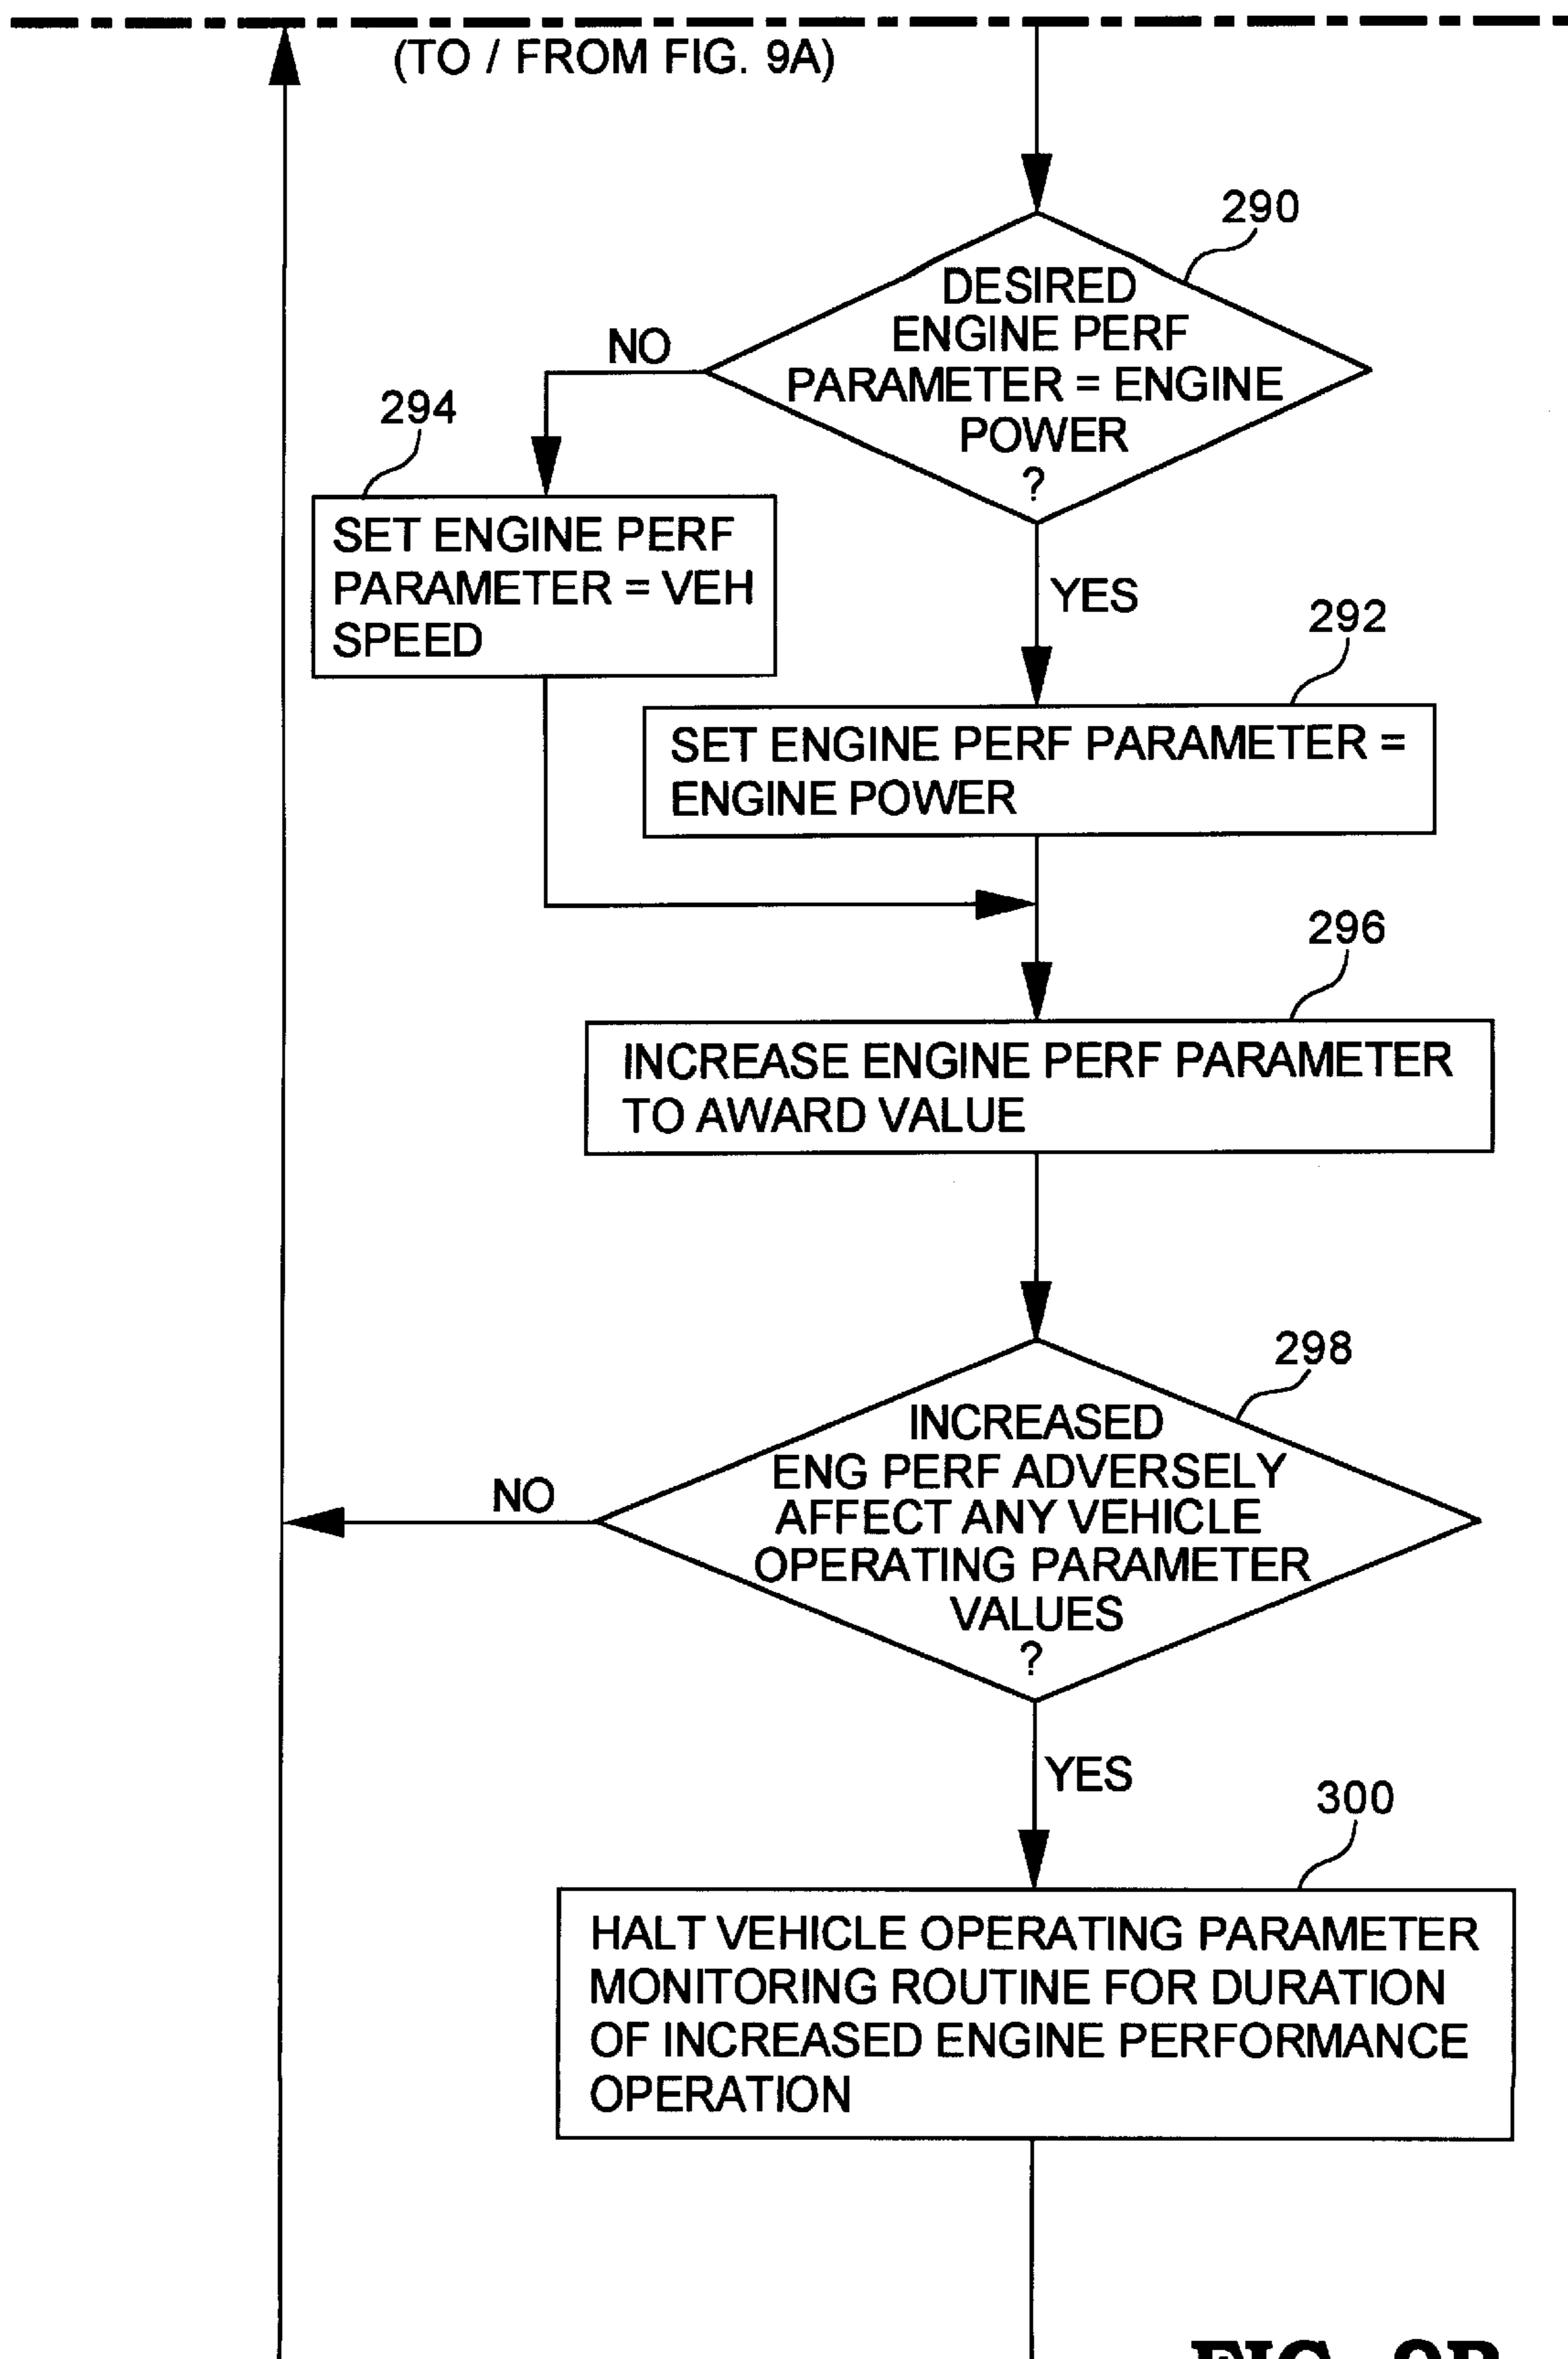 (TO / FROM FIG. 9A)
290
DESIRED
ENGINE PERF
PARAMETER = ENGINE
POWER
?
NO
294
SET ENGINE PERF
PARAMETER = VEH
SPEED
YES
292
SET ENGINE PERF PARAMETER =
ENGINE POWER
296
INCREASE ENGINE PERF PARAMETER
TO AWARD VALUE
298
INCREASED
ENG PERF ADVERSELY
AFFECT ANY VEHICLE
OPERATING PARAMETER
VALUES
?
NO
YES
300
HALT VEHICLE OPERATING PARAMETER
MONITORING ROUTINE FOR DURATION
OF INCREASED ENGINE PERFORMANCE
OPERATION
FIG.